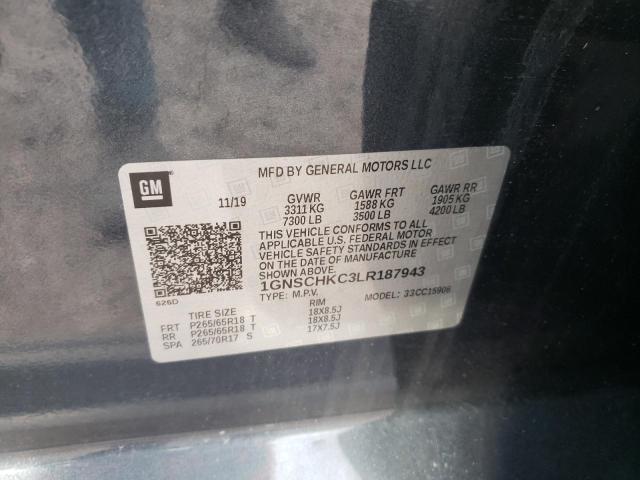 MFD BY GENERAL MOTORS LLC
GM
11/19 GVWR GAWR FRT GAWR RR
3311 KG 1588 KG 1905 KG
7300 LB 3500 LB 4200 LB
THIS VEHICLE CONFORMS TO ALL
APPLICABLE U.S. FEDERAL MOTOR
VEHICLE SAFETY STANDARDS IN EFFECT
ON THE DATE OF MANUFACTURE
SHOWN ABOVE.
1GNSCHKC3LR187943
TYPE: M.P.V. MODEL: 33CC15906
626D
TIRE SIZE RIM
FRT P265/65R18 T 18X8.5J
RR P265/65R18 T 18X8.5J
SPA 265/70R17 S 17X7.5J